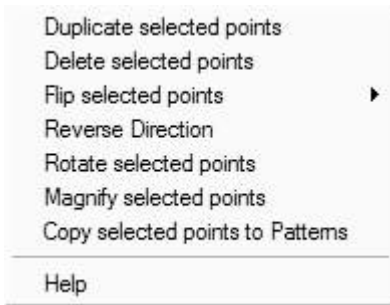 Duplicate selected points
Delete selected points
Flip selected points
Reverse Direction
Rotate selected points
Magnify selected points
Copy selected points to Patterns
Help